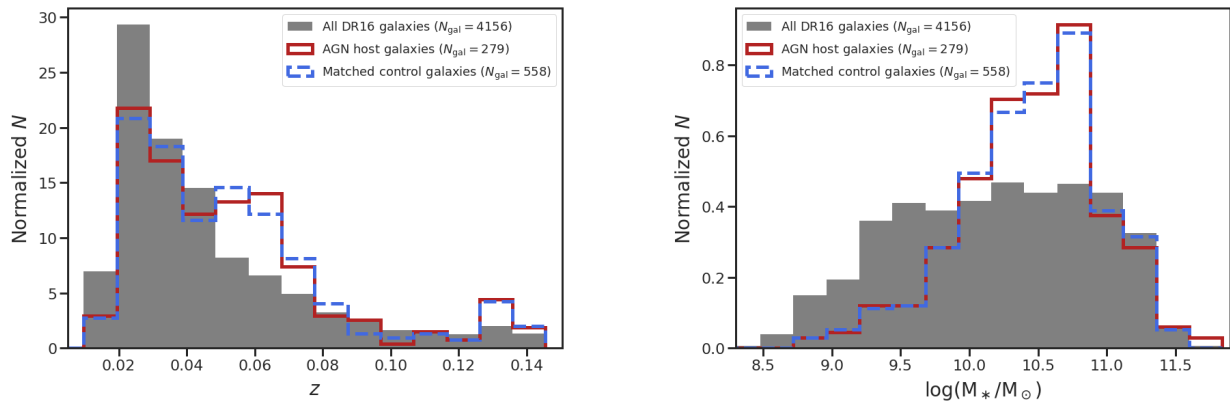 30
25
20
15
10
5
0
Normalized N
All DR16 galaxies (N_gal = 4156)
AGN host galaxies (N_gal = 279)
Matched control galaxies (N_gal = 558)
0.02 0.04 0.06 0.08 0.10 0.12 0.14
z
0.8
0.6
0.4
0.2
0.0
Normalized N
All DR16 galaxies (N_gal = 4156)
AGN host galaxies (N_gal = 279)
Matched control galaxies (N_gal = 558)
8.5 9.0 9.5 10.0 10.5 11.0 11.5
log(M∗/M⊙)